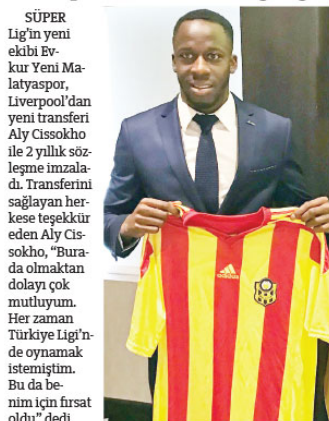 SÜPER
Lig'in yeni
ekibi Ev-
kur Yeni Ma-
latyaspor,
Liverpool'dan
yeni transferi
Aly Cissokho
ile 2 yıllık söz-
leşme imzala-
dı. Transferini
sağlayan her-
kese teşekkür
eden Aly Cis-
sokho, “Bura-
da olmaktan
dolayı çok
mutluyum.
Her zaman
Türkiye Ligi'n-
de oynamak
istemiştim.
Bu da be-
nim için fırsat
oldu” dedi
adidas